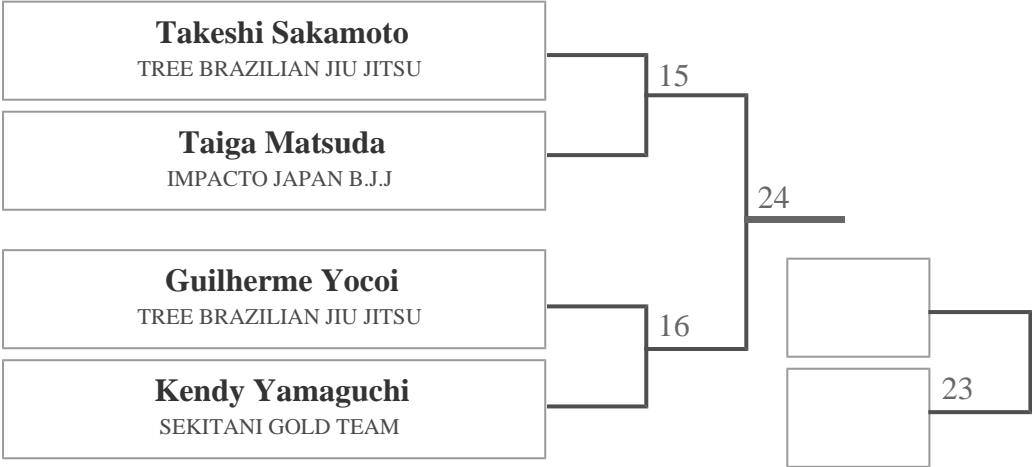 Takeshi Sakamoto
TREE BRAZILIAN JIU JITSU
15
Taiga Matsuda
IMPACTO JAPAN B.J.J
24
Guilherme Yocoi
TREE BRAZILIAN JIU JITSU
16
Kendy Yamaguchi
SEKITANI GOLD TEAM
23